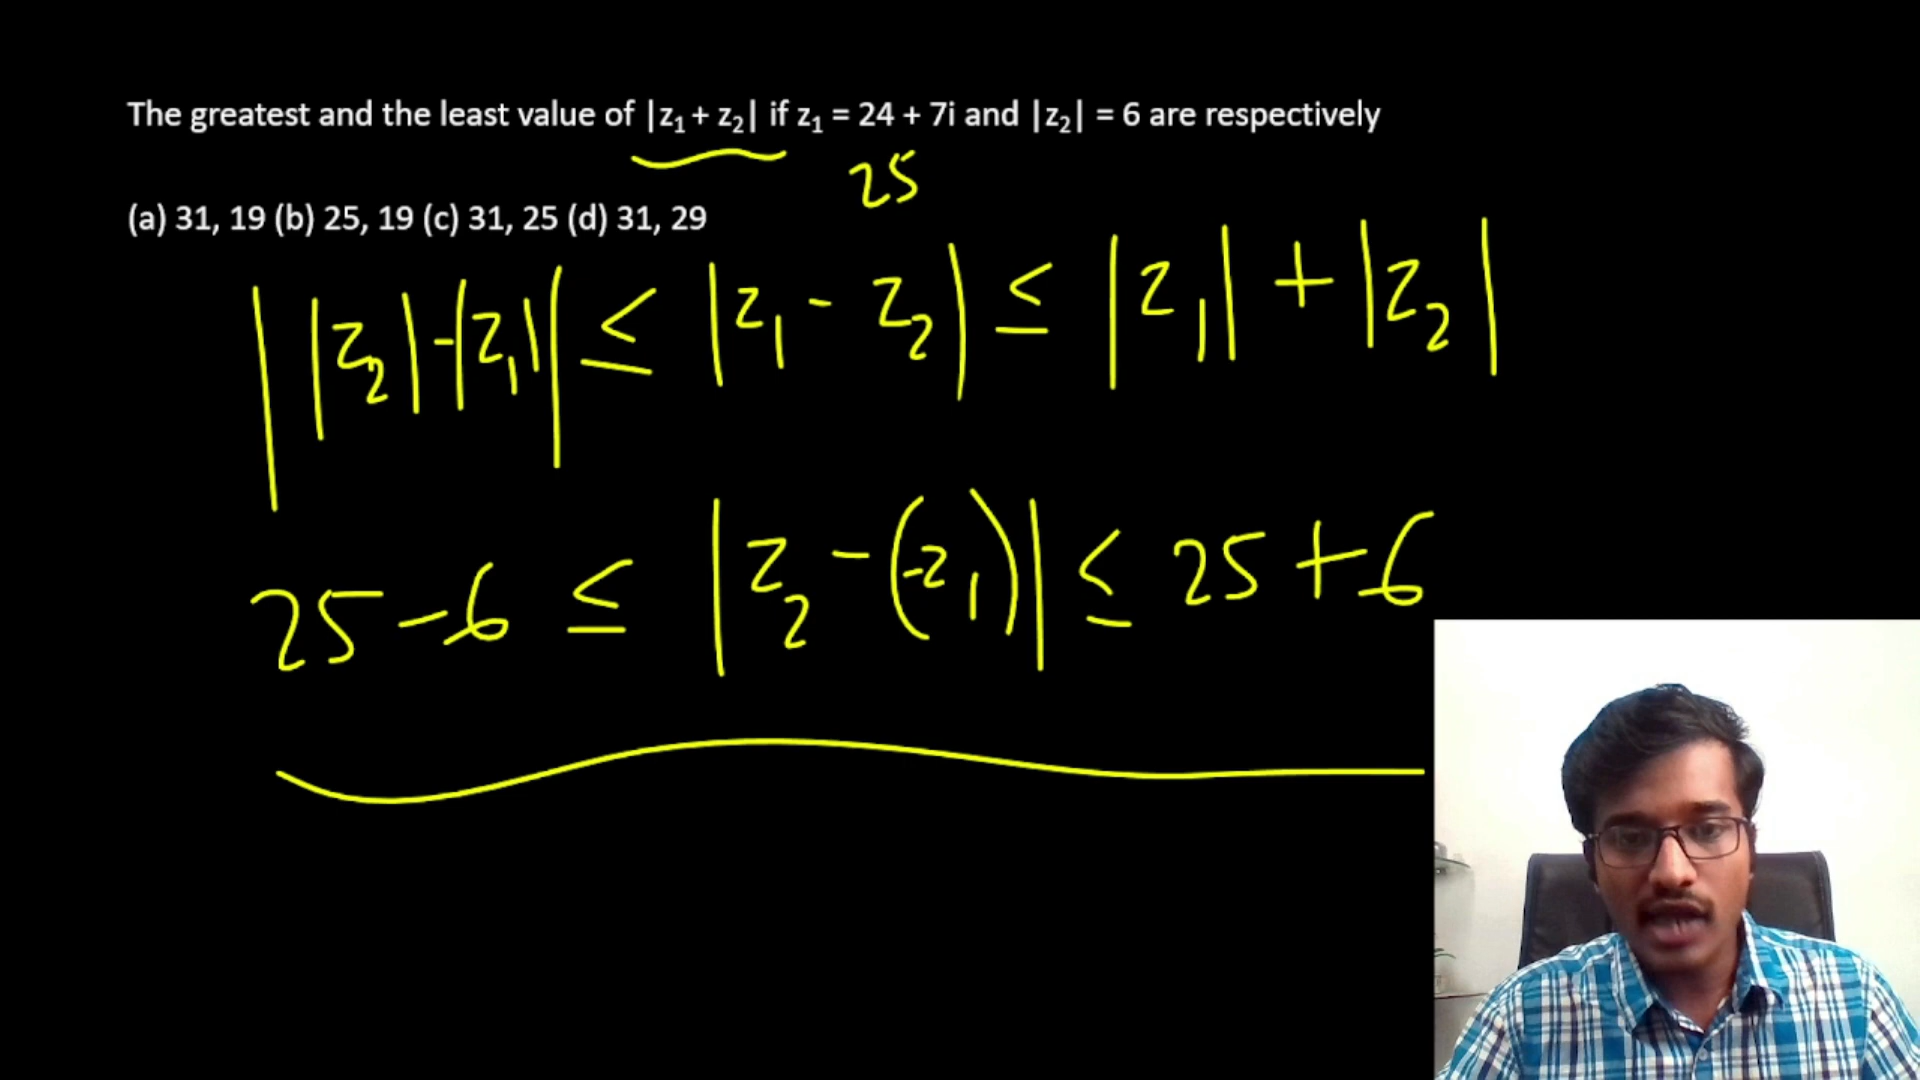 The greatest and the least value of |z₁ + z₂| if z₁ = 24 + 7i and |z₂| = 6 are respectively
25
(a) 31, 19 (b) 25, 19 (c) 31, 25 (d) 31, 29
||z₂|-|z₁|| ≤ |z₁ - z₂| ≤ |z₁| + |z₂|
25 - 6 ≤ |z₂ - (-z₁)| ≤ 25 + 6